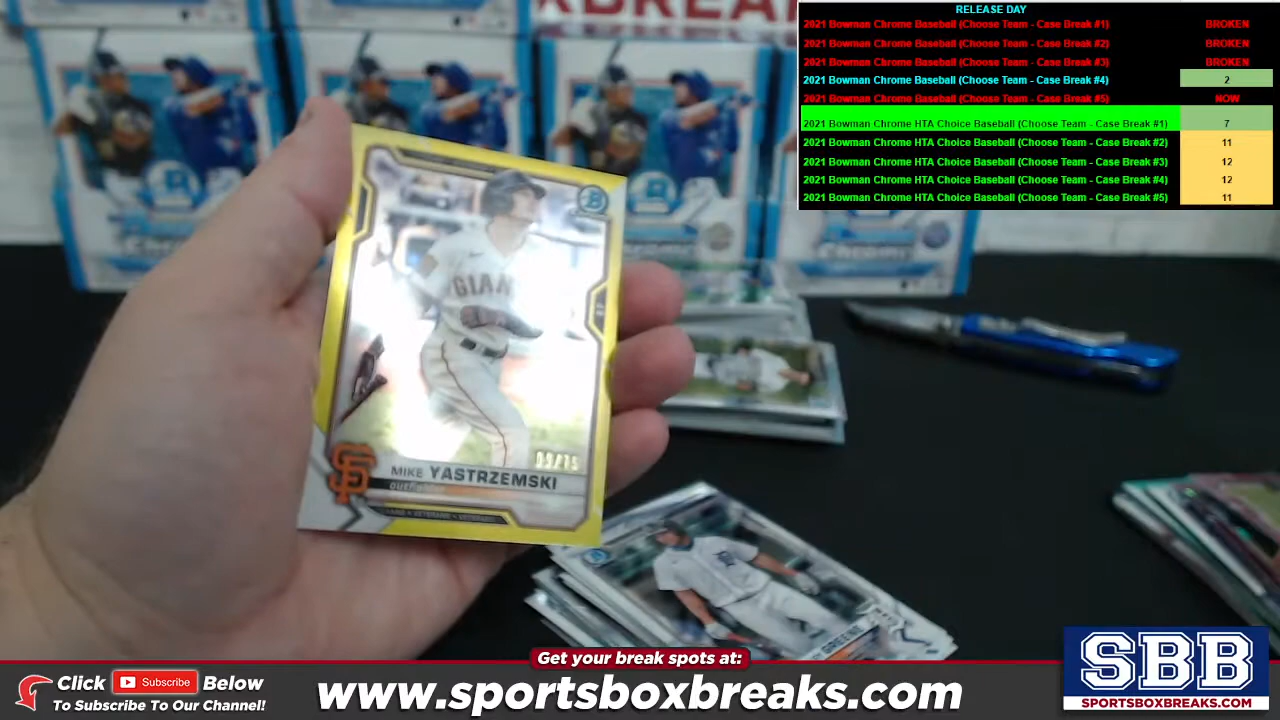 RELEASE DAY
2021 Bowman Chrome Baseball (Choose Team - Case Break #1) BROKEN
2021 Bowman Chrome Baseball (Choose Team - Case Break #2) BROKEN
2021 Bowman Chrome Baseball (Choose Team - Case Break #3) BROKEN
2021 Bowman Chrome Baseball (Choose Team - Case Break #4) 2
2021 Bowman Chrome Baseball (Choose Team - Case Break #5) NOW
2021 Bowman Chrome HTA Choice Baseball (Choose Team - Case Break #1) 7
2021 Bowman Chrome HTA Choice Baseball (Choose Team - Case Break #2) 11
2021 Bowman Chrome HTA Choice Baseball (Choose Team - Case Break #3) 12
2021 Bowman Chrome HTA Choice Baseball (Choose Team - Case Break #4) 12
2021 Bowman Chrome HTA Choice Baseball (Choose Team - Case Break #5) 11
B
GIAN
SF
MIKE YASTRZEMSKI
GREENE
Get your break spots at:
Click Subscribe Below
To Subscribe To Our Channel!
www.sportsboxbreaks.com
SBB
SPORTSBOXBREAKS.COM